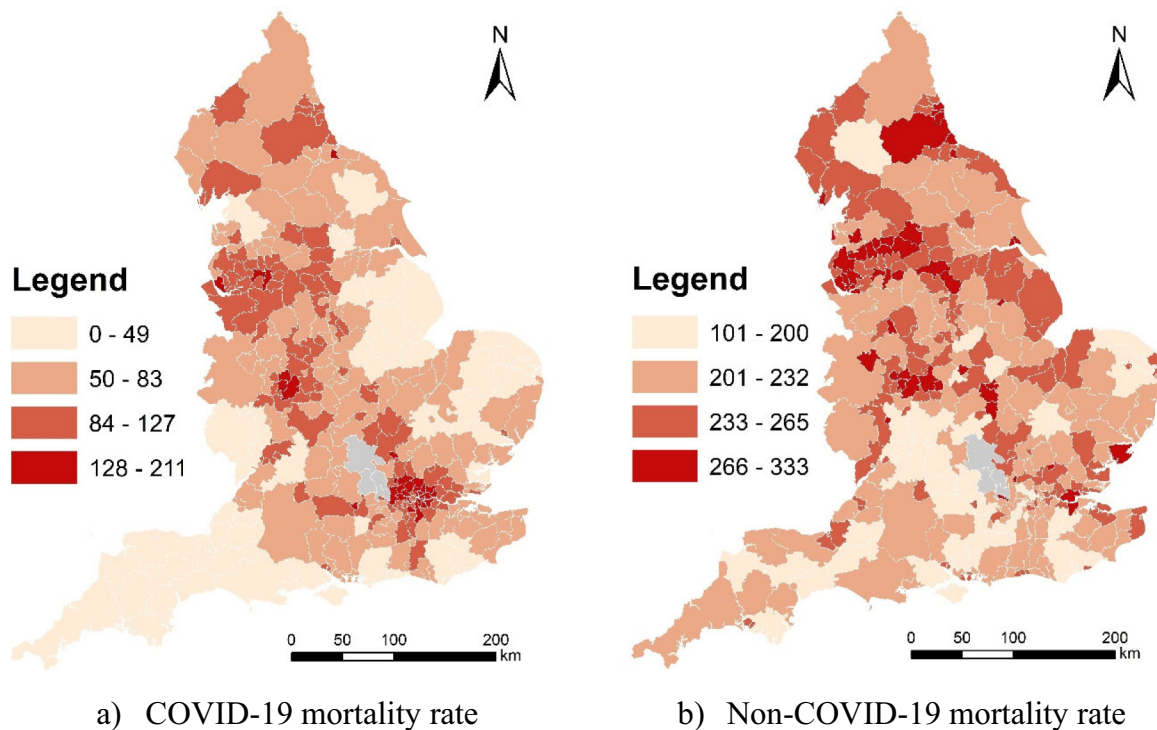 N
Legend
0 - 49
50 - 83
84 - 127
128 - 211
0 50 100 200
km
a) COVID-19 mortality rate
N
Legend
101 - 200
201 - 232
233 - 265
266 - 333
0 50 100 200
km
b) Non-COVID-19 mortality rate